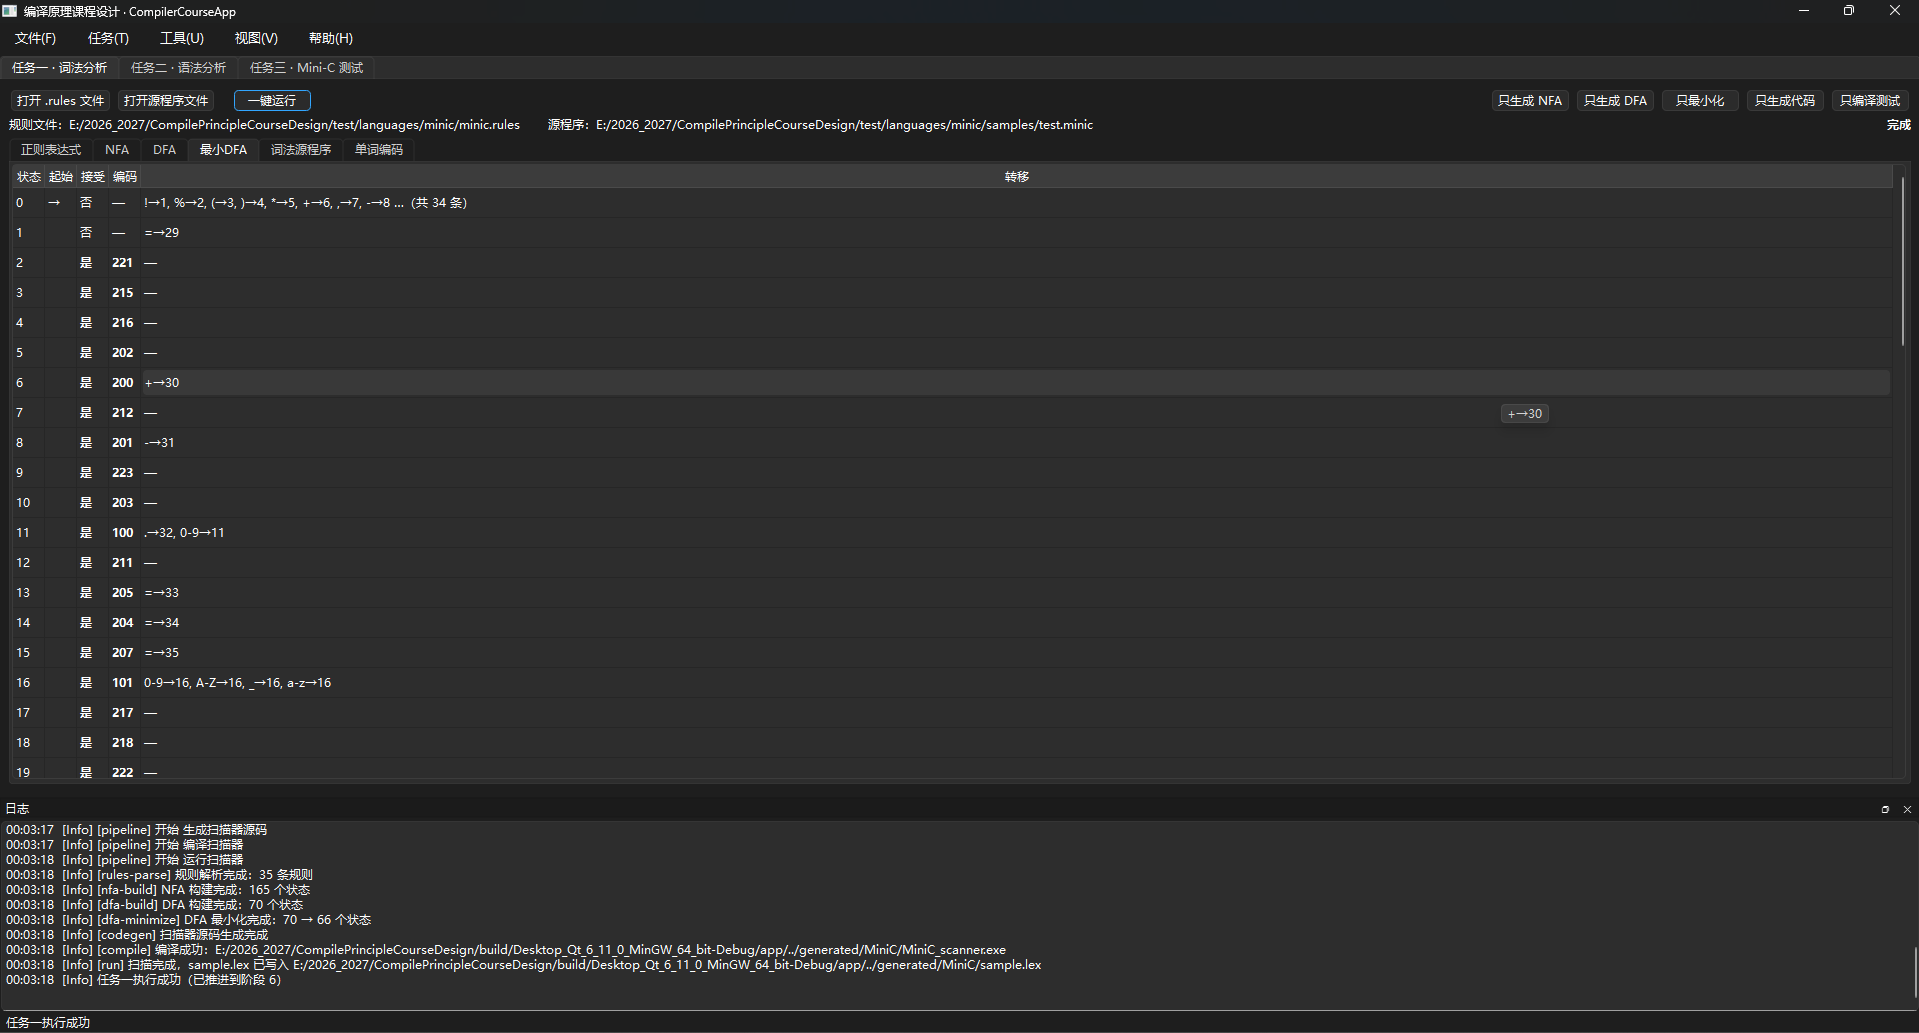 编译原理课程设计 · CompilerCourseApp
文件(F) 任务(T) 工具(U) 视图(V) 帮助(H)
任务一 · 词法分析 任务二 · 语法分析 任务三 · Mini-C 测试
打开 .rules 文件 打开源程序文件 一键运行 只生成 NFA 只生成 DFA 只最小化 只生成代码 只编译测试
规则文件: E:/2026_2027/CompilePrincipleCourseDesign/test/languages/minic/minic.rules 源程序: E:/2026_2027/CompilePrincipleCourseDesign/test/languages/minic/samples/test.minic 完成
正则表达式 NFA DFA 最小DFA 词法源程序 单词编码
状态 起始 接受 编码 转移
0 → 否 — !→1, %→2, (→3, )→4, *→5, +→6, ,→7, -→8 ... (共 34 条)
1 否 — =→29
2 是 221 —
3 是 215 —
4 是 216 —
5 是 202 —
6 是 200 +→30
7 是 212 —
+→30
8 是 201 -→31
9 是 223 —
10 是 203 —
11 是 100 .→32, 0-9→11
12 是 211 —
13 是 205 =→33
14 是 204 =→34
15 是 207 =→35
16 是 101 0-9→16, A-Z→16, _→16, a-z→16
17 是 217 —
18 是 218 —
19 是 222 —
日志
00:03:17 [Info] [pipeline] 开始 生成扫描器源码
00:03:17 [Info] [pipeline] 开始 编译扫描器
00:03:18 [Info] [pipeline] 开始 运行扫描器
00:03:18 [Info] [rules-parse] 规则解析完成: 35 条规则
00:03:18 [Info] [nfa-build] NFA 构建完成: 165 个状态
00:03:18 [Info] [dfa-build] DFA 构建完成: 70 个状态
00:03:18 [Info] [dfa-minimize] DFA 最小化完成: 70 → 66 个状态
00:03:18 [Info] [codegen] 扫描器源码生成完成
00:03:18 [Info] [compile] 编译成功: E:/2026_2027/CompilePrincipleCourseDesign/build/Desktop_Qt_6_11_0_MinGW_64_bit-Debug/app/../generated/MiniC/MiniC_scanner.exe
00:03:18 [Info] [run] 扫描完成, sample.lex 已写入 E:/2026_2027/CompilePrincipleCourseDesign/build/Desktop_Qt_6_11_0_MinGW_64_bit-Debug/app/../generated/MiniC/sample.lex
00:03:18 [Info] 任务一执行成功 (已推进到阶段 6)
任务一执行成功